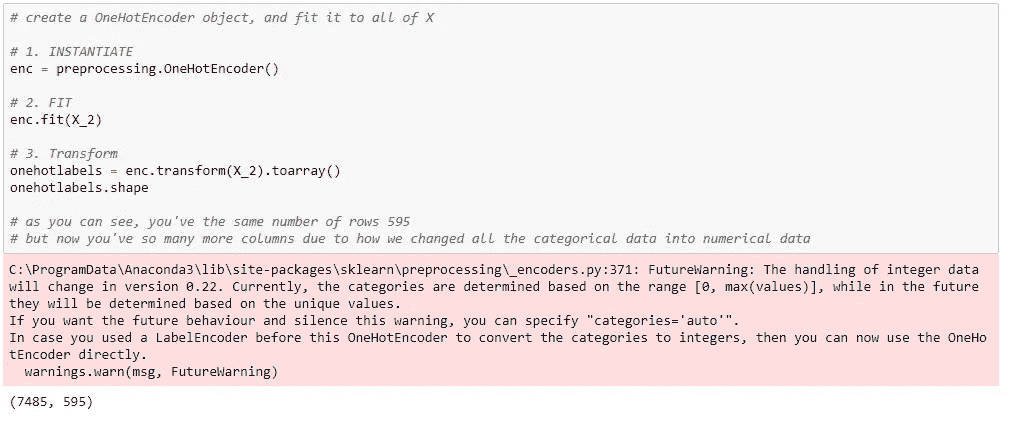 # create a OneHotEncoder object, and fit it to all of X
# 1. INSTANTIATE
enc = preprocessing.OneHotEncoder()
# 2. FIT
enc.fit(X_2)
# 3. Transform
onehotlabels = enc.transform(X_2).toarray()
onehotlabels.shape
# as you can see, you've the same number of rows 595
# but now you've so many more columns due to how we changed all the categorical data into numerical data
C:\ProgramData\Anaconda3\lib\site-packages\sklearn\preprocessing\_encoders.py:371: FutureWarning: The handling of integer data
will change in version 0.22. Currently, the categories are determined based on the range [0, max(values)], while in the future
they will be determined based on the unique values.
If you want the future behaviour and silence this warning, you can specify "categories='auto'".
In case you used a LabelEncoder before this OneHotEncoder to convert the categories to integers, then you can now use the OneHo
tEncoder directly.
  warnings.warn(msg, FutureWarning)
(7485, 595)